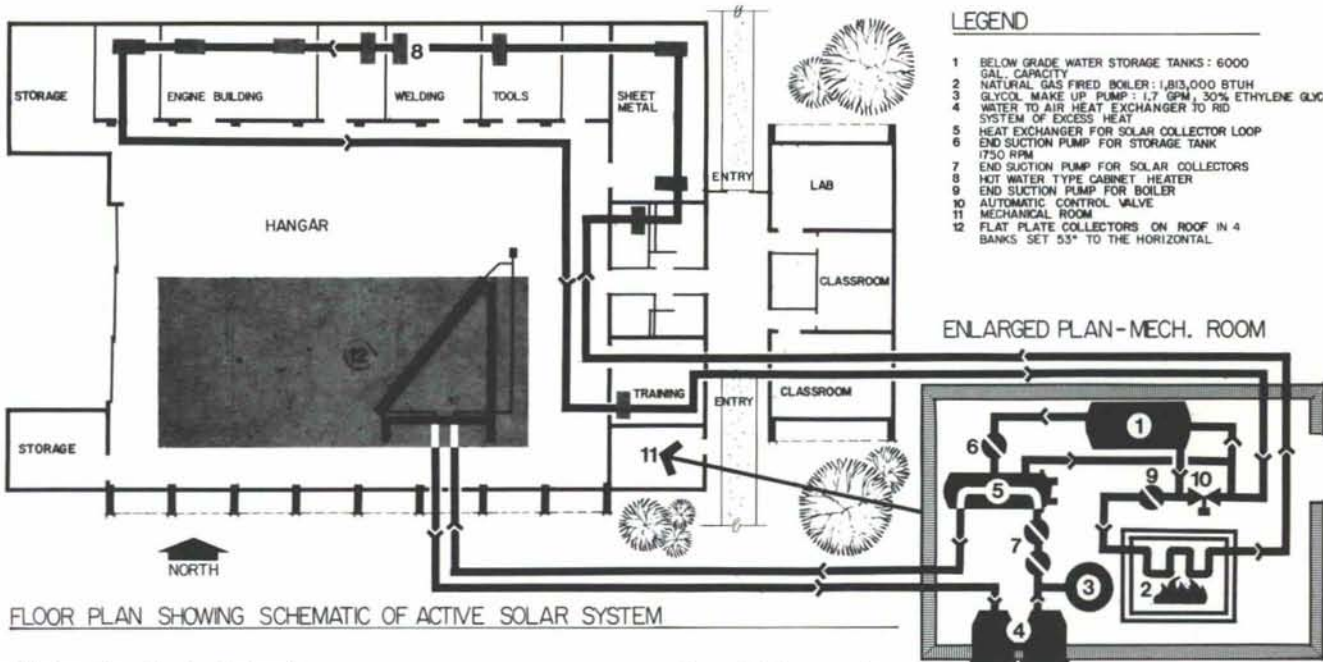 LEGEND
1 BELOW GRADE WATER STORAGE TANKS: 6000
GAL. CAPACITY
2 NATURAL GAS FIRED BOILER: 1,813,000 BTUH
3 GLYCOL MAKE UP PUMP: 1.7 GPM, 30% ETHYLENE GLYC
4 WATER TO AIR HEAT EXCHANGER TO RID
SYSTEM OF EXCESS HEAT
5 HEAT EXCHANGER FOR SOLAR COLLECTOR LOOP
6 END SUCTION PUMP FOR STORAGE TANK
1750 RPM
7 END SUCTION PUMP FOR SOLAR COLLECTORS
8 HOT WATER TYPE CABINET HEATER
9 END SUCTION PUMP FOR BOILER
10 AUTOMATIC CONTROL VALVE
11 MECHANICAL ROOM
12 FLAT PLATE COLLECTORS ON ROOF IN 4
BANKS SET 53° TO THE HORIZONTAL
8
STORAGE
ENGINE BUILDING
WELDING
TOOLS
SHEET
METAL
ENTRY
LAB
HANGAR
CLASSROOM
12
TRAINING
ENTRY
CLASSROOM
STORAGE
11
NORTH
ENLARGED PLAN-MECH. ROOM
1
6
5
9
10
7
2
3
4
FLOOR PLAN SHOWING SCHEMATIC OF ACTIVE SOLAR SYSTEM